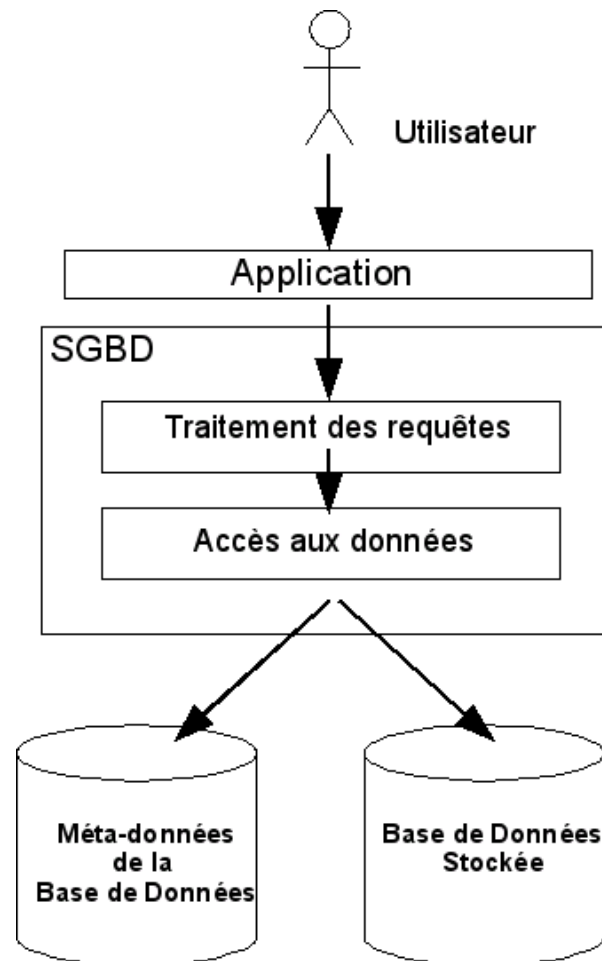 Utilisateur
Application
SGBD
Traitement des requêtes
Accès aux données
Méta-données
de la
Base de Données
Base de Données
Stockée